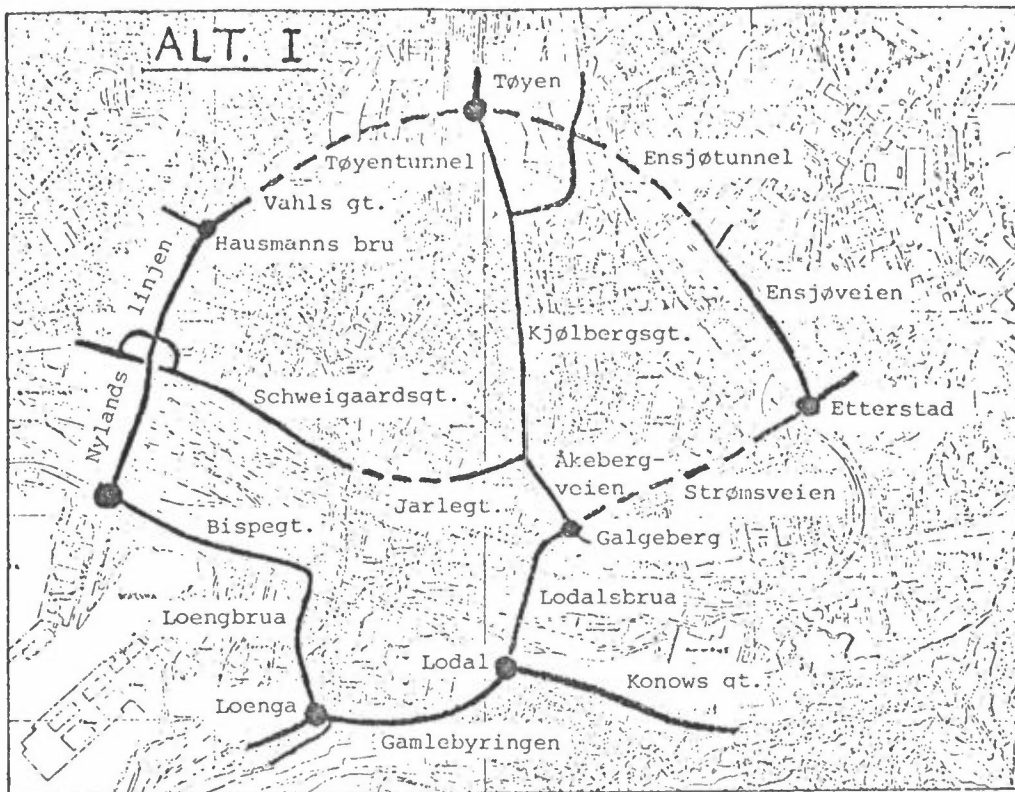 ALT. I
Tøyen
Tøyentunnel
Ensjøtunnel
Vahls gt.
Hausmanns bru
Nylands linjen
Ensjøveien
Kjølbergsgt.
Schweigaardsgt.
Etterstad
Åkeberg-
veien
Strømsveien
Jarlegt.
Bispegt.
Galgeberg
Lodalsbrua
Loengbrua
Lodal
Konows gt.
Loenga
Gamlebyringen